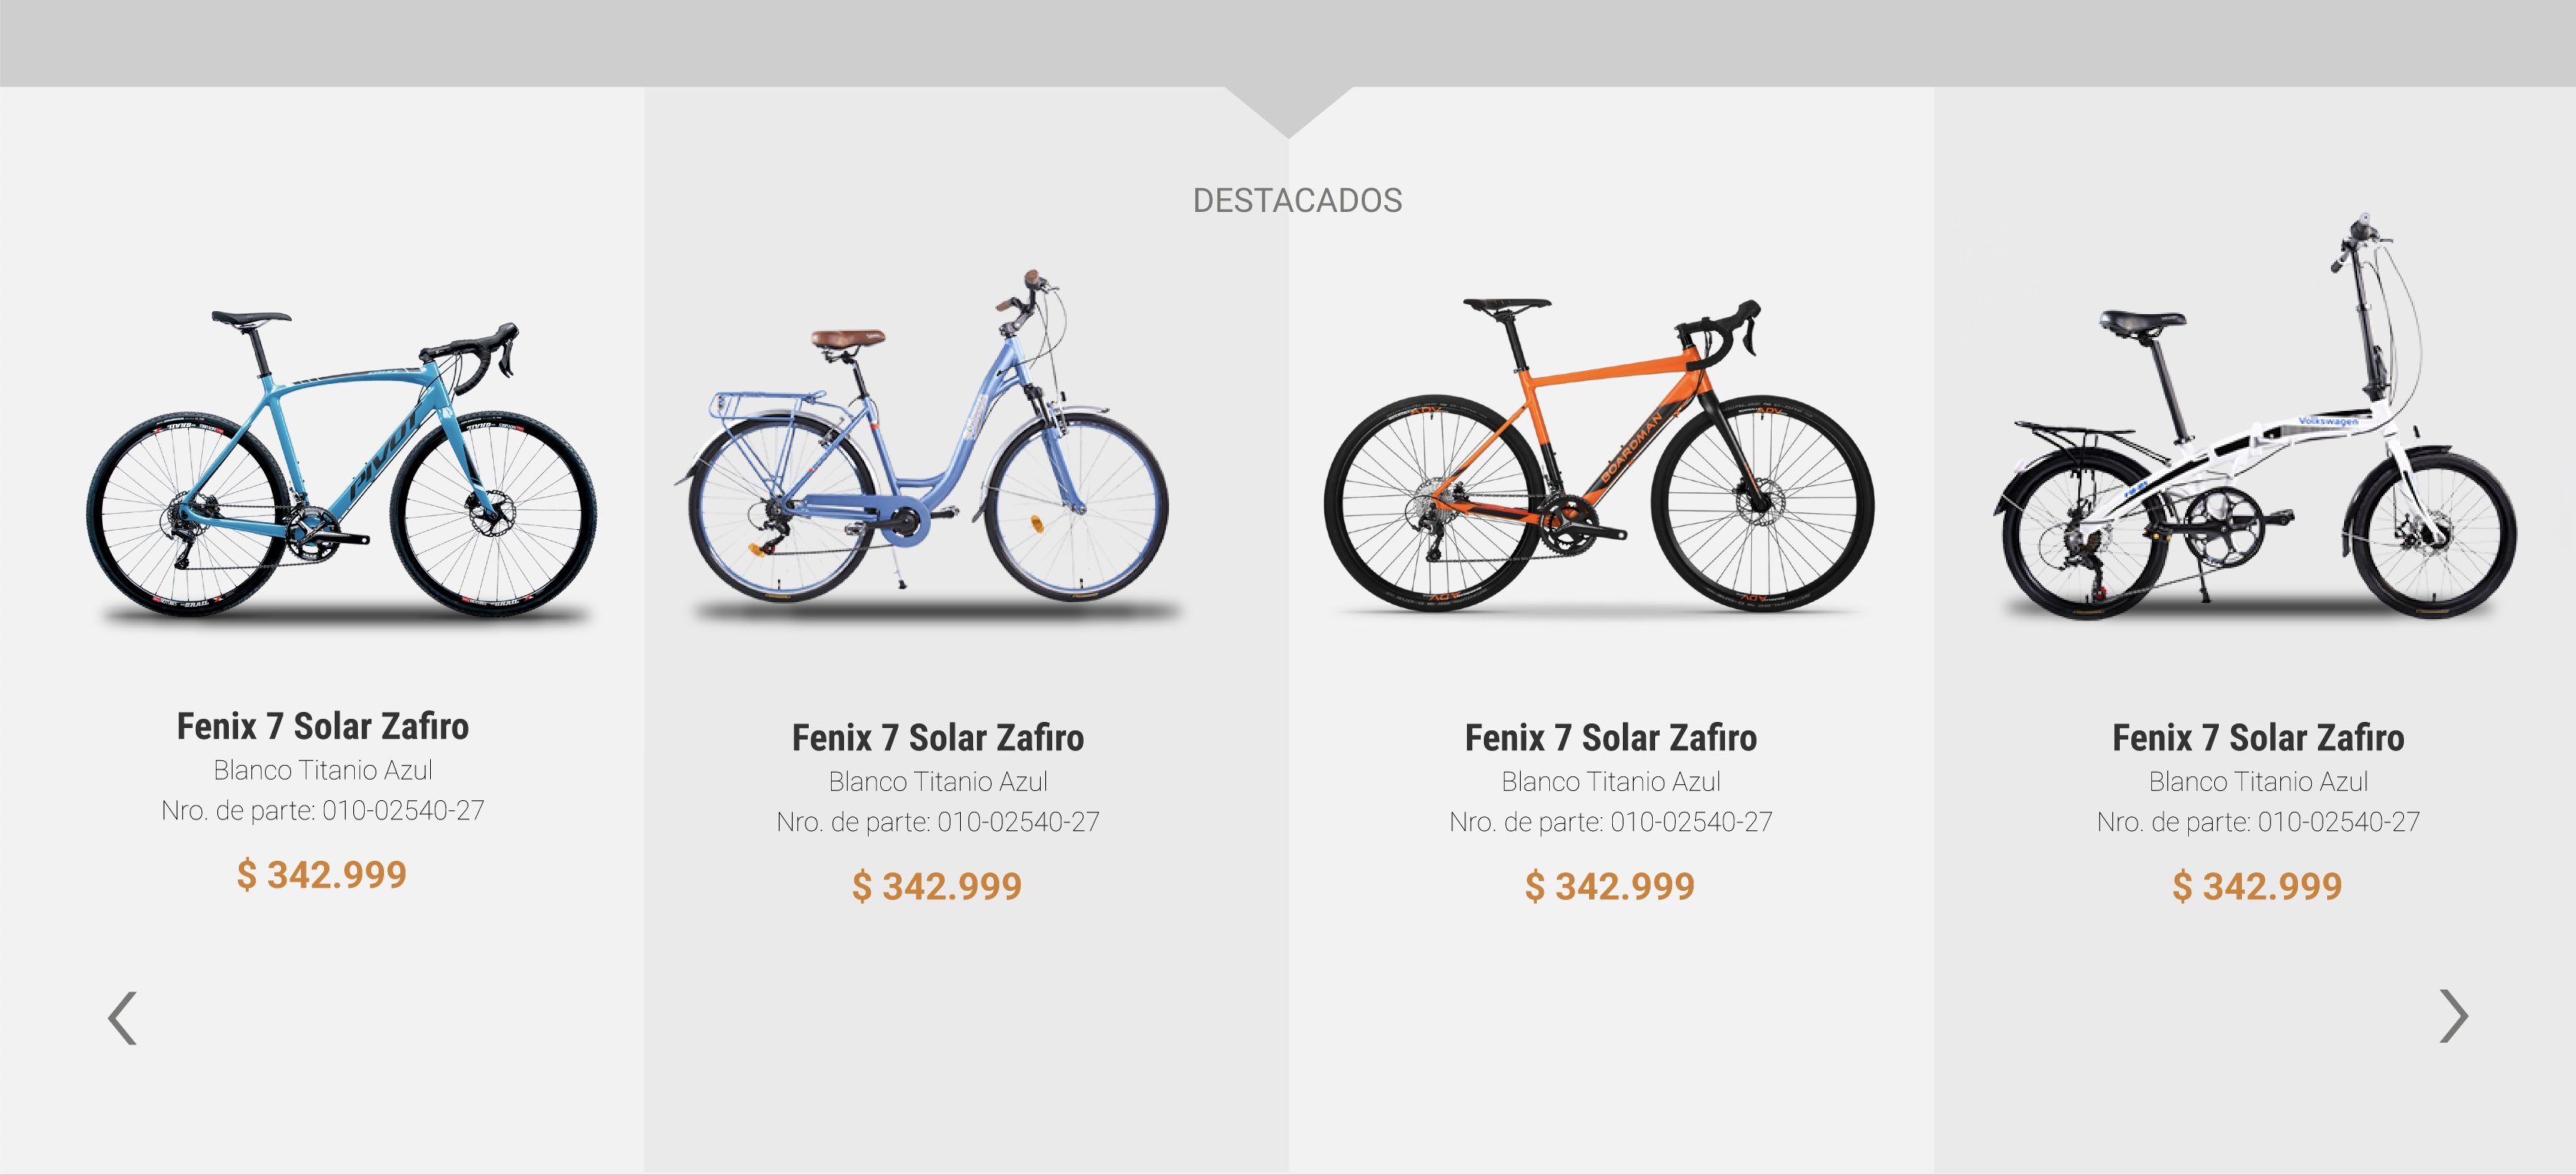 DESTACADOS
PIVOT
BOARDMAN
Volkswagen
Fenix 7 Solar Zafiro
Blanco Titanio Azul
Nro. de parte: 010-02540-27
$ 342.999
Fenix 7 Solar Zafiro
Blanco Titanio Azul
Nro. de parte: 010-02540-27
$ 342.999
Fenix 7 Solar Zafiro
Blanco Titanio Azul
Nro. de parte: 010-02540-27
$ 342.999
Fenix 7 Solar Zafiro
Blanco Titanio Azul
Nro. de parte: 010-02540-27
$ 342.999